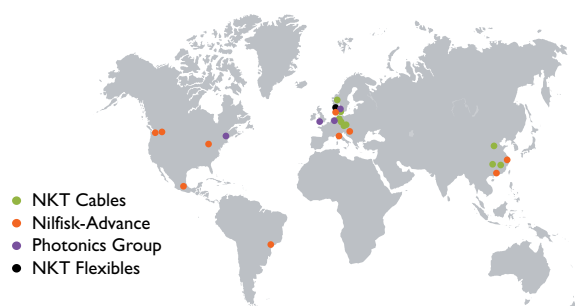 NKT Cables
Nilfisk-Advance
Photonics Group
NKT Flexibles